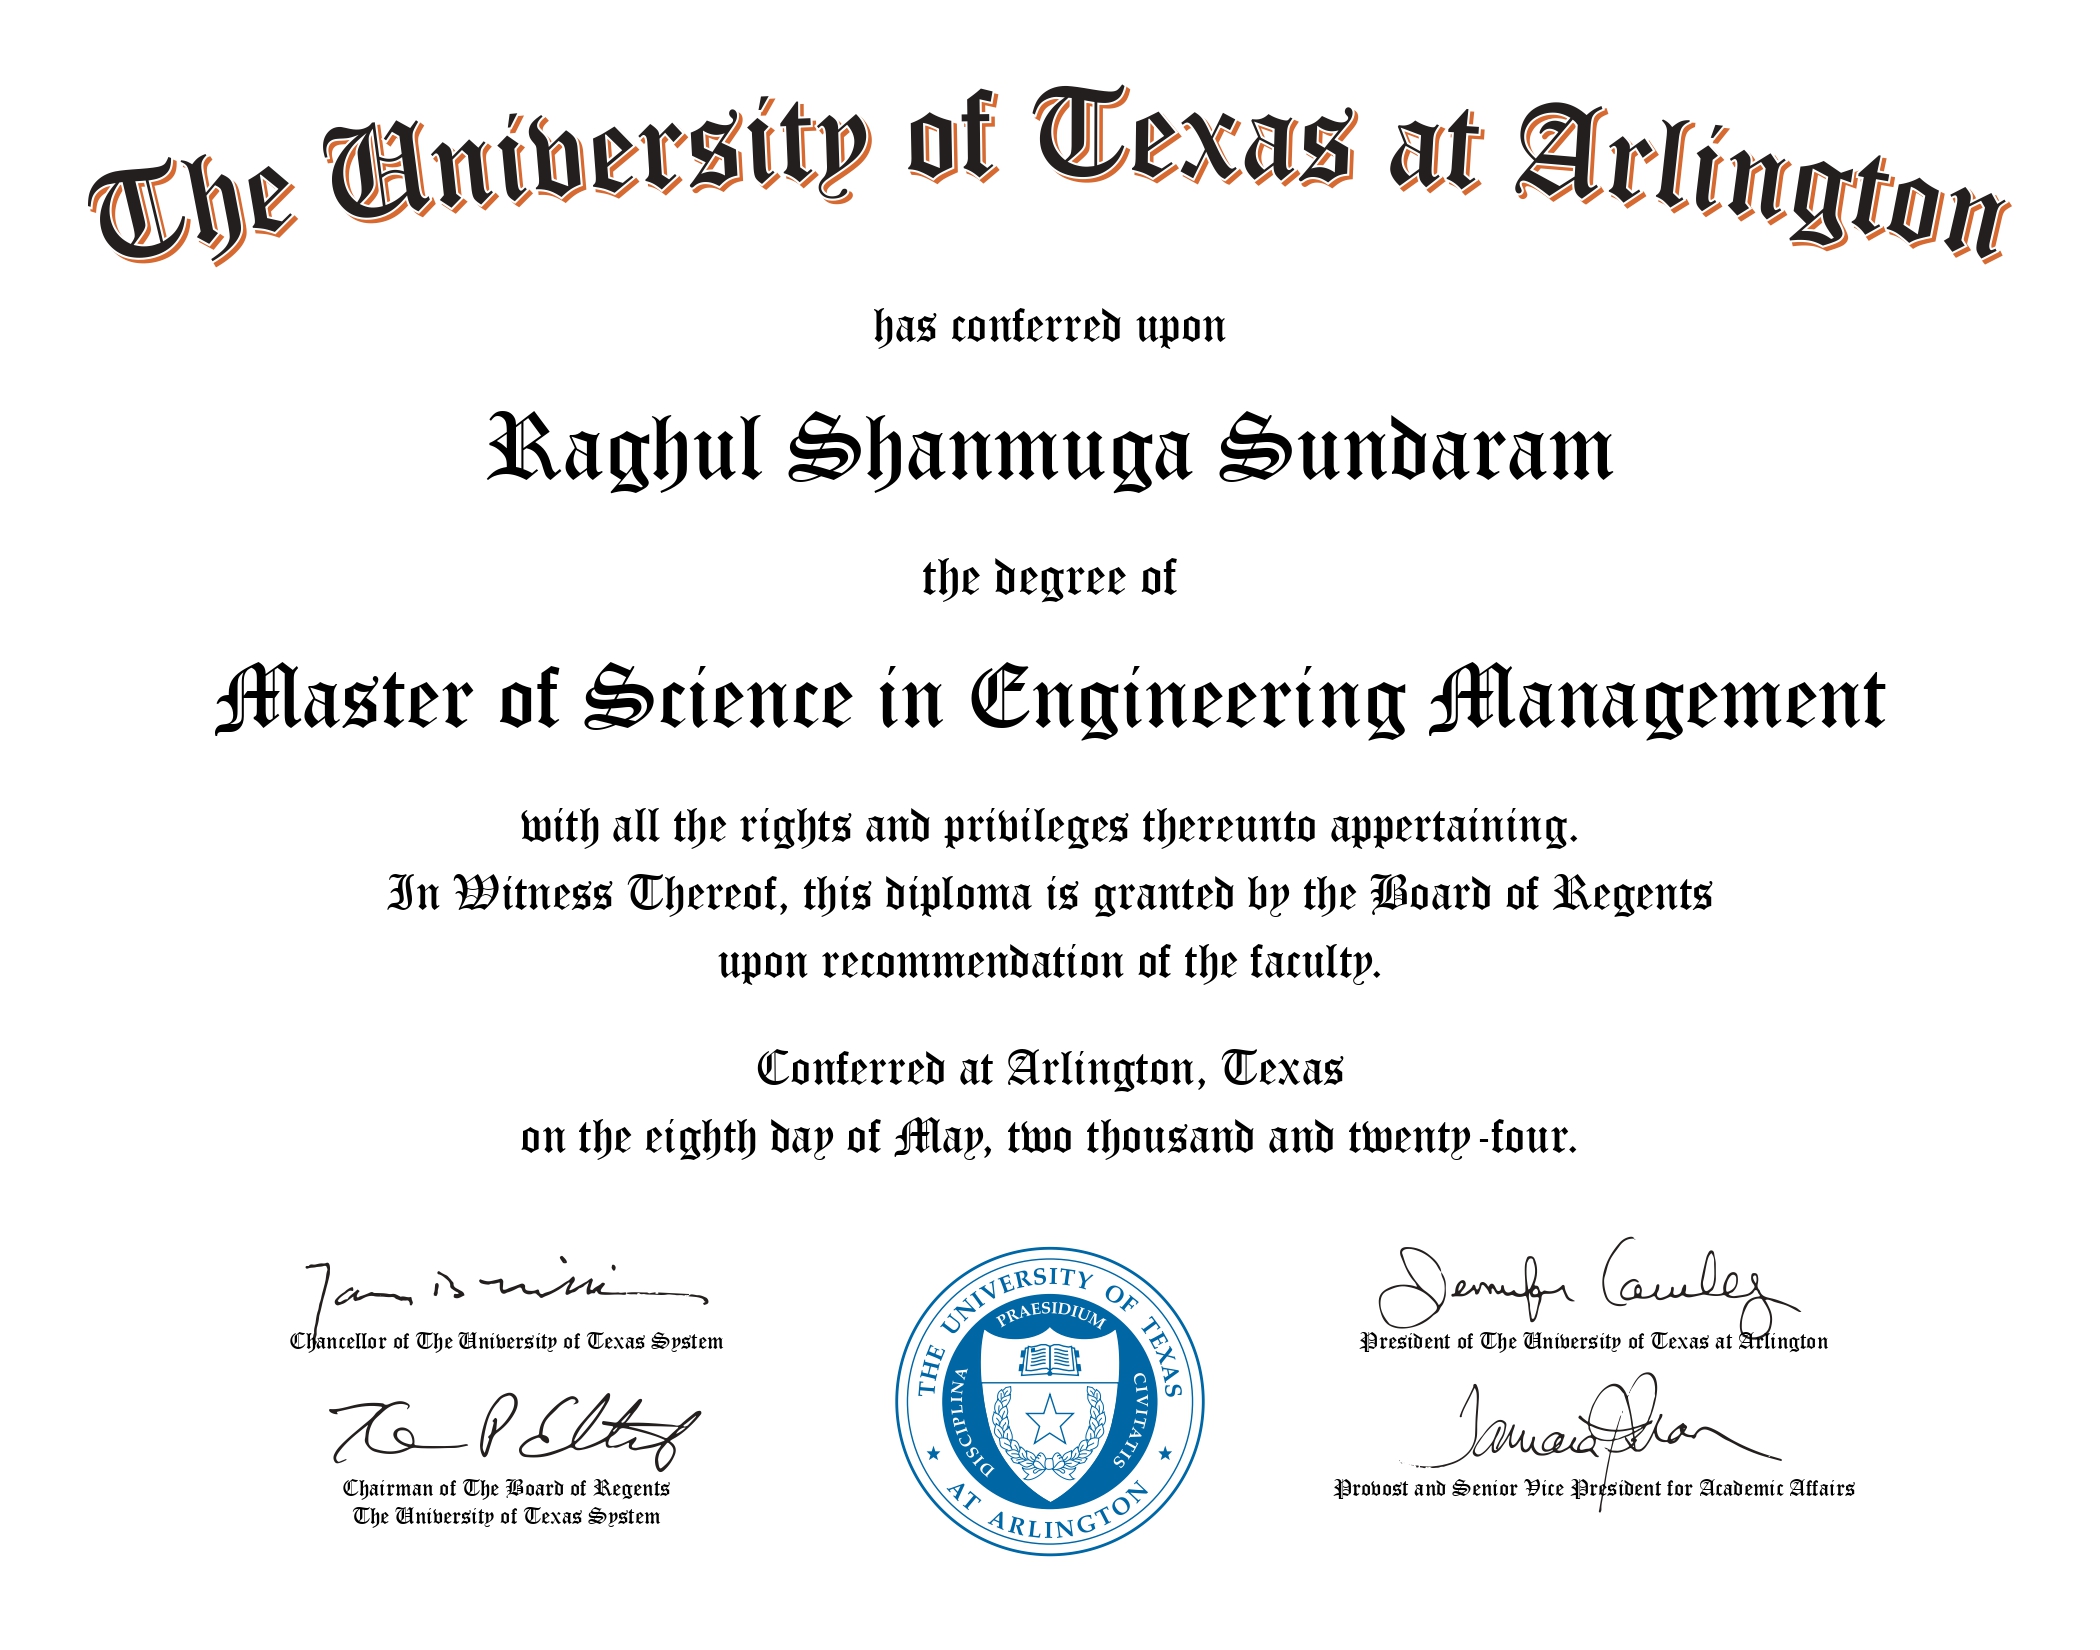 The University of Texas at Arlington
has conferred upon
Raghul Shanmuga Sundaram
the degree of
Master of Science in Engineering Management
with all the rights and privileges thereunto appertaining.
In Witness Thereof, this diploma is granted by the Board of Regents
upon recommendation of the faculty.
Conferred at Arlington, Texas
on the eighth day of May, two thousand and twenty-four.
Chancellor of The University of Texas System
Chairman of The Board of Regents
The University of Texas System
THE UNIVERSITY OF TEXAS
AT ARLINGTON
PRAESIDIUM
DISCIPLINA
CIVITATIS
President of The University of Texas at Arlington
Provost and Senior Vice President for Academic Affairs